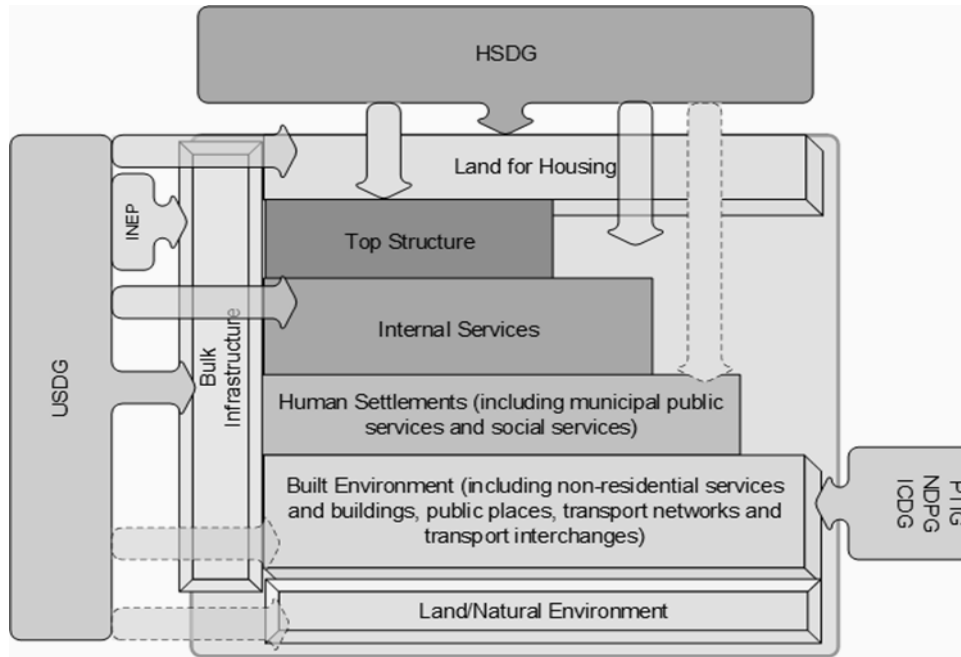 HSDG
Land for Housing
INEP
Top Structure
Internal Services
Bulk
Infrastructure
USDG
Human Settlements (including municipal public
services and social services)
Built Environment (including non-residential services
and buildings, public places, transport networks and
transport interchanges)
NDPG
ICDG
Land/Natural Environment